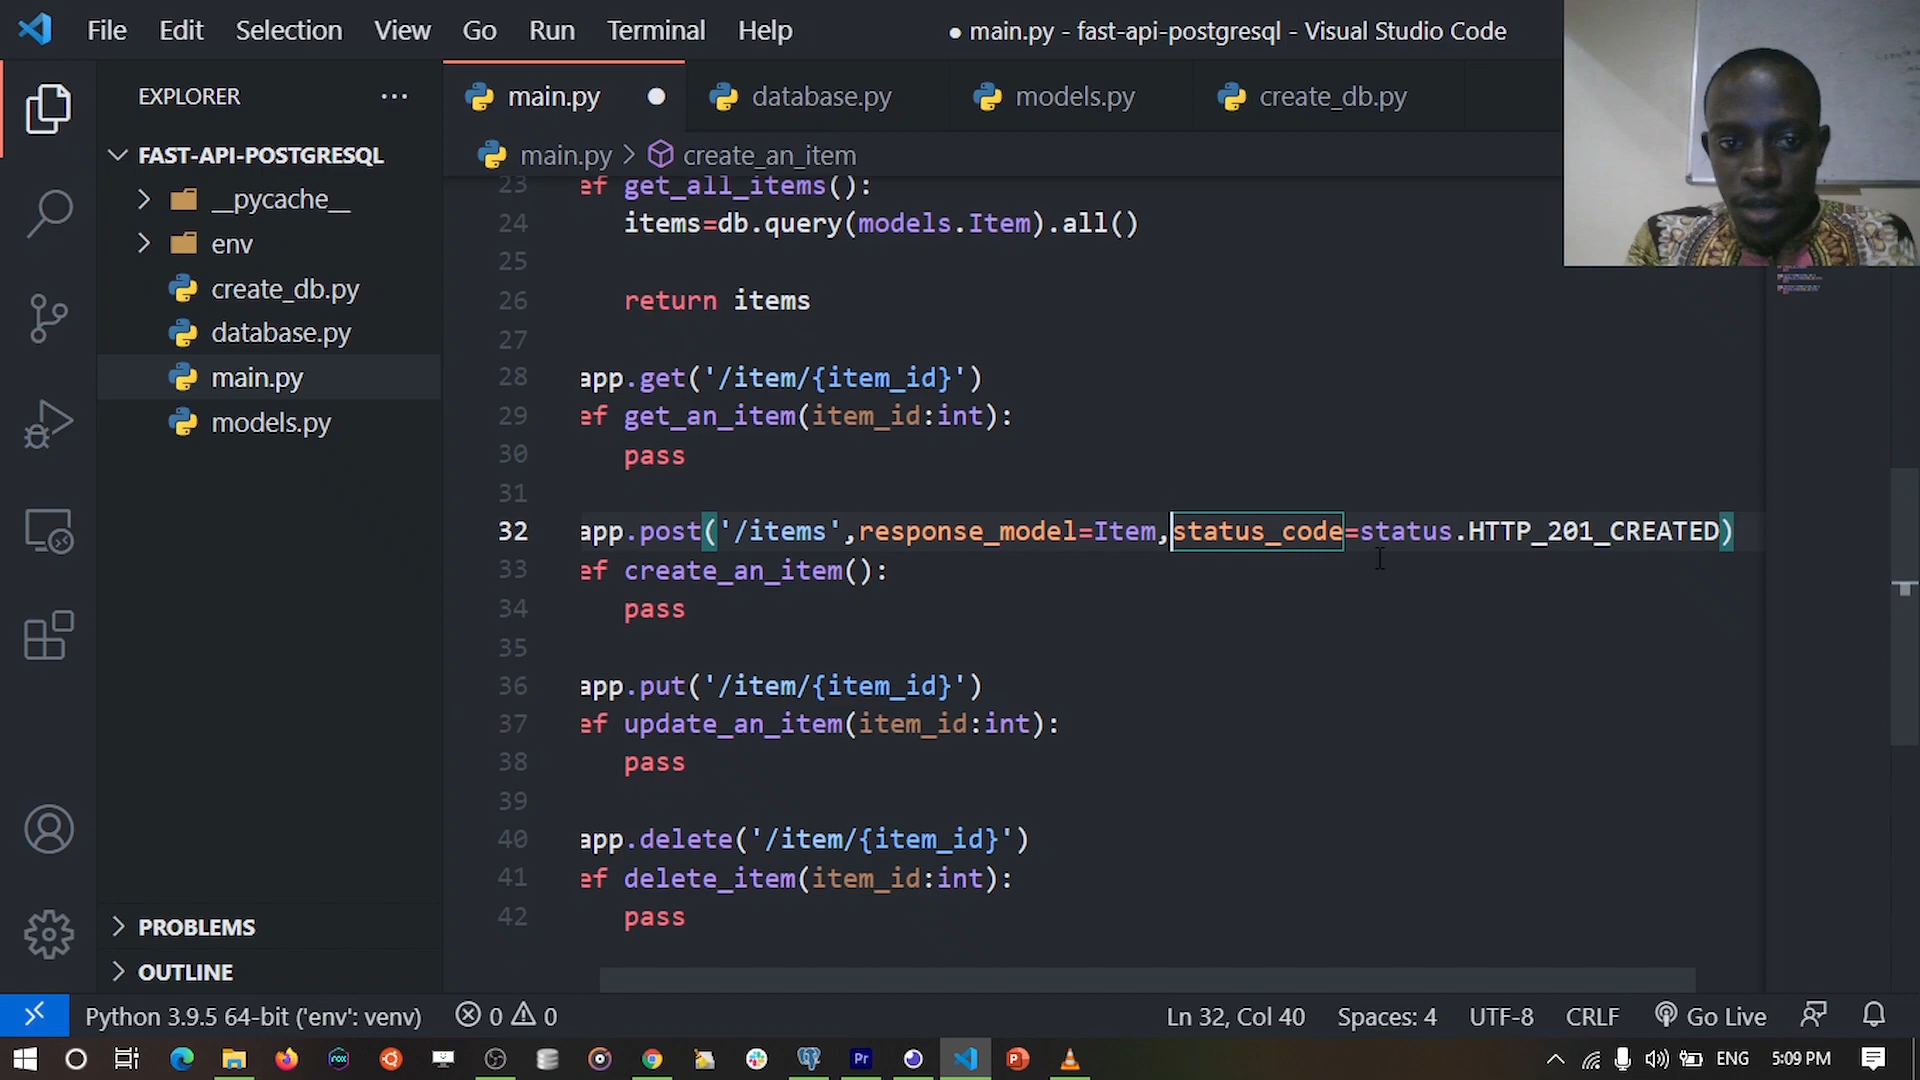 File Edit Selection View Go Run Terminal Help
● main.py - fast-api-postgresql - Visual Studio Code
EXPLORER
FAST-API-POSTGRESQL
__pycache__
env
create_db.py
database.py
main.py
models.py
PROBLEMS
OUTLINE
main.py database.py models.py create_db.py
main.py > create_an_item
23 ef get_all_items():
24 items=db.query(models.Item).all()
25
26 return items
27
28 app.get('/item/{item_id}')
29 ef get_an_item(item_id:int):
30 pass
31
32 app.post('/items',response_model=Item,status_code=status.HTTP_201_CREATED)
33 ef create_an_item():
34 pass
35
36 app.put('/item/{item_id}')
37 ef update_an_item(item_id:int):
38 pass
39
40 app.delete('/item/{item_id}')
41 ef delete_item(item_id:int):
42 pass
Python 3.9.5 64-bit ('env': venv) 0 0 Ln 32, Col 40 Spaces: 4 UTF-8 CRLF Go Live
Pr ENG 5:09 PM